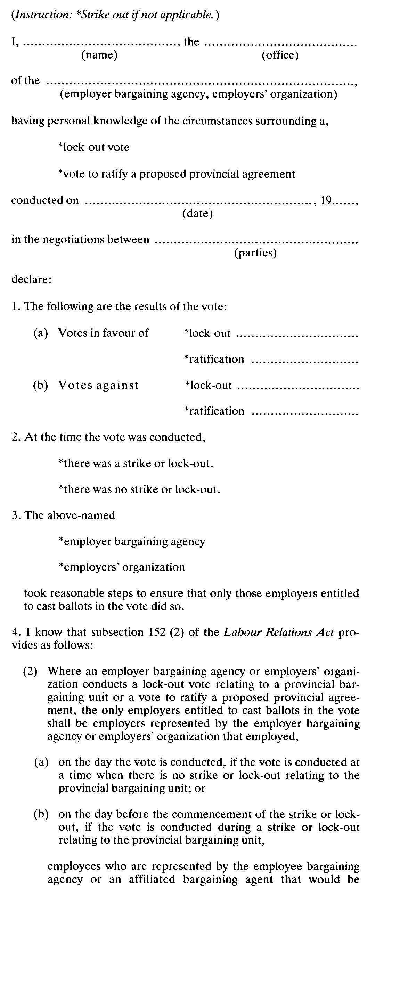 (Instruction: *Strike out if not applicable.)
I, ........................................, the ........................................
(name) (office)
of the ................................................................................,
(employer bargaining agency, employers’ organization)
having personal knowledge of the circumstances surrounding a,
*lock-out vote
*vote to ratify a proposed provincial agreement
conducted on ..........................................................., 19......,
(date)
in the negotiations between .....................................................
(parties)
declare:
1. The following are the results of the vote:
(a) Votes in favour of *lock-out ................................
*ratification ............................
(b) Votes against *lock-out ................................
*ratification ............................
2. At the time the vote was conducted,
*there was a strike or lock-out.
*there was no strike or lock-out.
3. The above-named
*employer bargaining agency
*employers’ organization
took reasonable steps to ensure that only those employers entitled
to cast ballots in the vote did so.
4. I know that subsection 152 (2) of the Labour Relations Act pro-
vides as follows:
(2) Where an employer bargaining agency or employers’ organi-
zation conducts a lock-out vote relating to a provincial bar-
gaining unit or a vote to ratify a proposed provincial agree-
ment, the only employers entitled to cast ballots in the vote
shall be employers represented by the employer bargaining
agency or employers’ organization that employed,
(a) on the day the vote is conducted, if the vote is conducted at
a time when there is no strike or lock-out relating to the
provincial bargaining unit; or
(b) on the day before the commencement of the strike or lock-
out, if the vote is conducted during a strike or lock-out
relating to the provincial bargaining unit,
employees who are represented by the employee bargaining
agency or an affiliated bargaining agent that would be